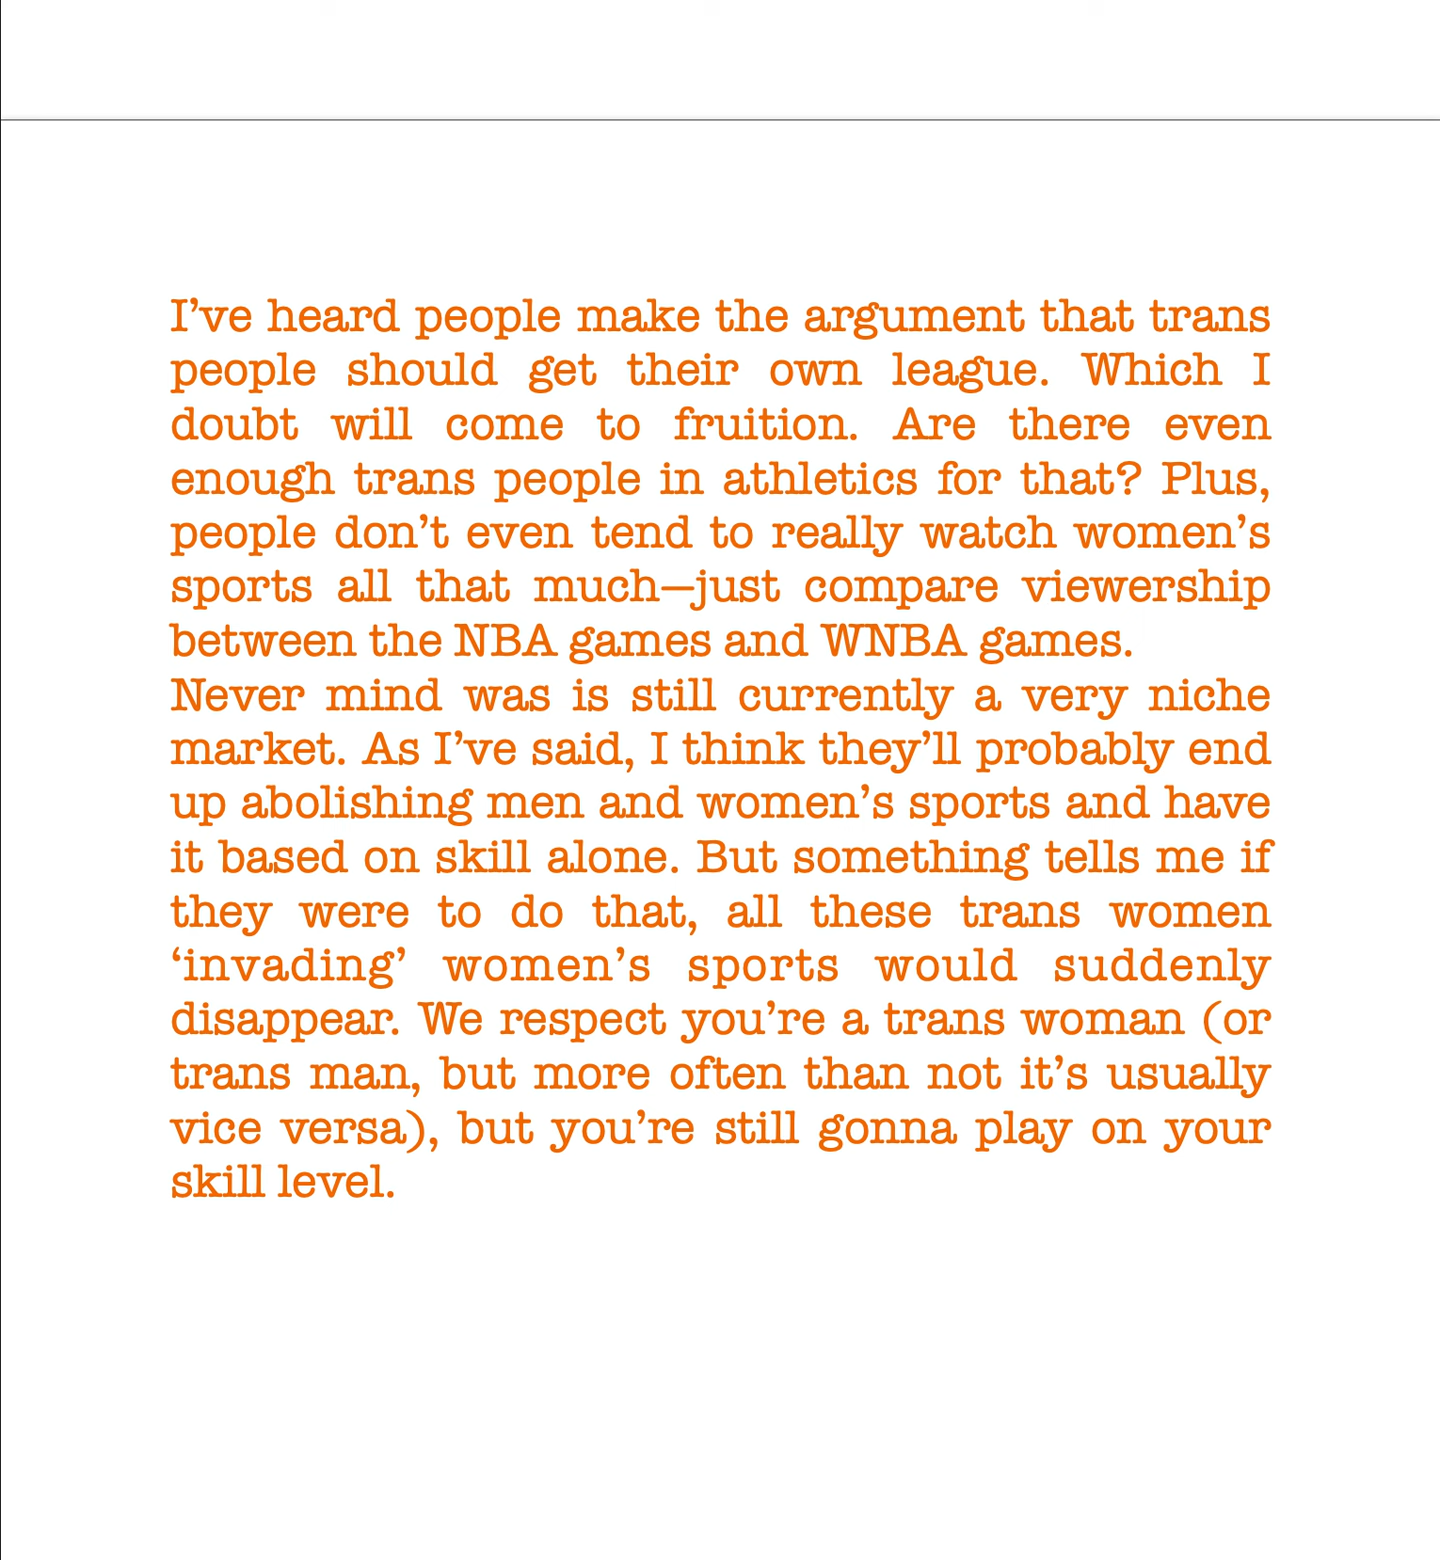 I’ve heard people make the argument that trans
people should get their own league. Which I
doubt will come to fruition. Are there even
enough trans people in athletics for that? Plus,
people don’t even tend to really watch women’s
sports all that much—just compare viewership
between the NBA games and WNBA games.
Never mind was is still currently a very niche
market. As I’ve said, I think they’ll probably end
up abolishing men and women’s sports and have
it based on skill alone. But something tells me if
they were to do that, all these trans women
‘invading’ women’s sports would suddenly
disappear. We respect you’re a trans woman (or
trans man, but more often than not it’s usually
vice versa), but you’re still gonna play on your
skill level.